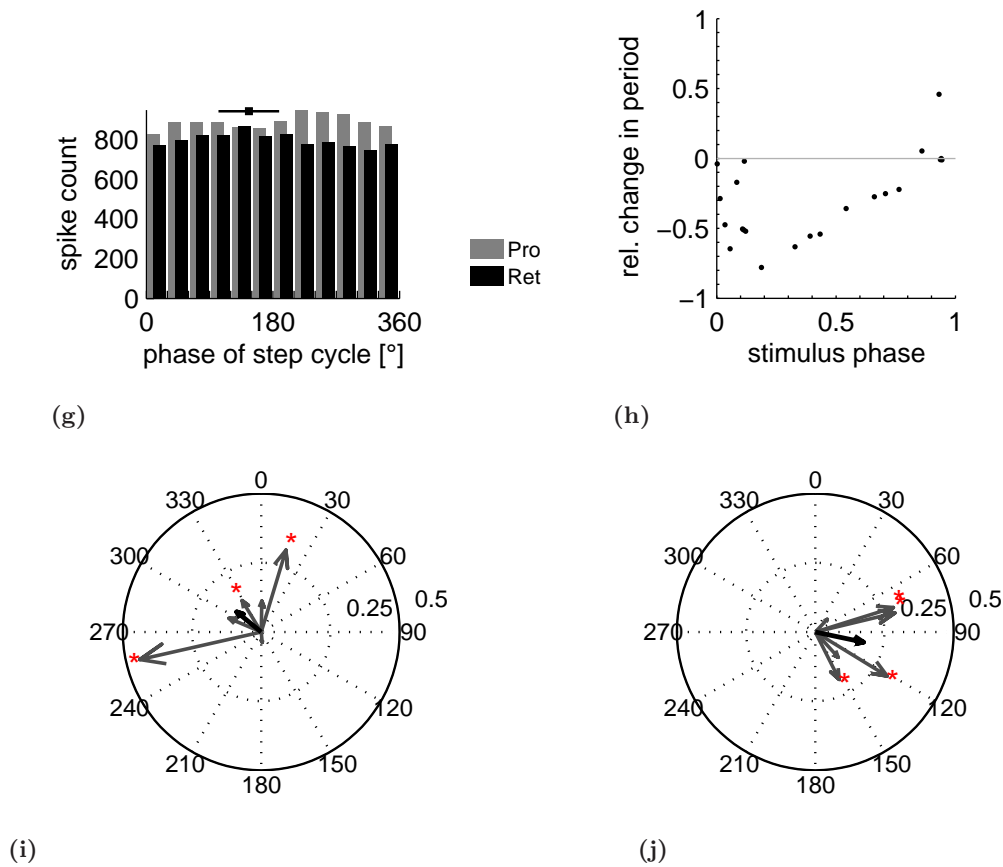 800
600
400
200
0
spike count
0 180 360
phase of step cycle [°]
Pro
Ret
(g)
1
0.5
0
−0.5
−1
rel. change in period
0 0.5 1
stimulus phase
(h)
0
330 30
300 60
0.25 0.5
270 90
240 120
210 150
180
*
*
*
(i)
0
330 30
300 60
0.25 0.5
270 90
240 120
210 150
180
*
*
*
*
(j)